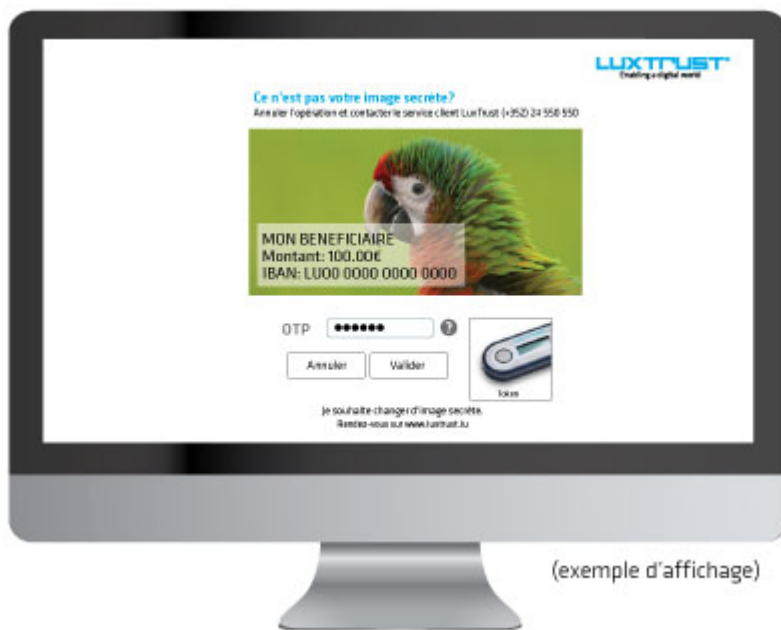 LUXTRUST
Enabling a digital world
Ce n'est pas votre image secrète?
Annuler l'opération et contacter le service client LuxTrust (+352) 24 550 550
MON BENEFICIAIRE
Montant: 100.00€
IBAN: LU00 0000 0000 0000
OTP ●●●●●● ?
Annuler Valider
Token
Je souhaite changer d'image secrète.
Rendez-vous sur www.luxtrust.lu
(exemple d'affichage)